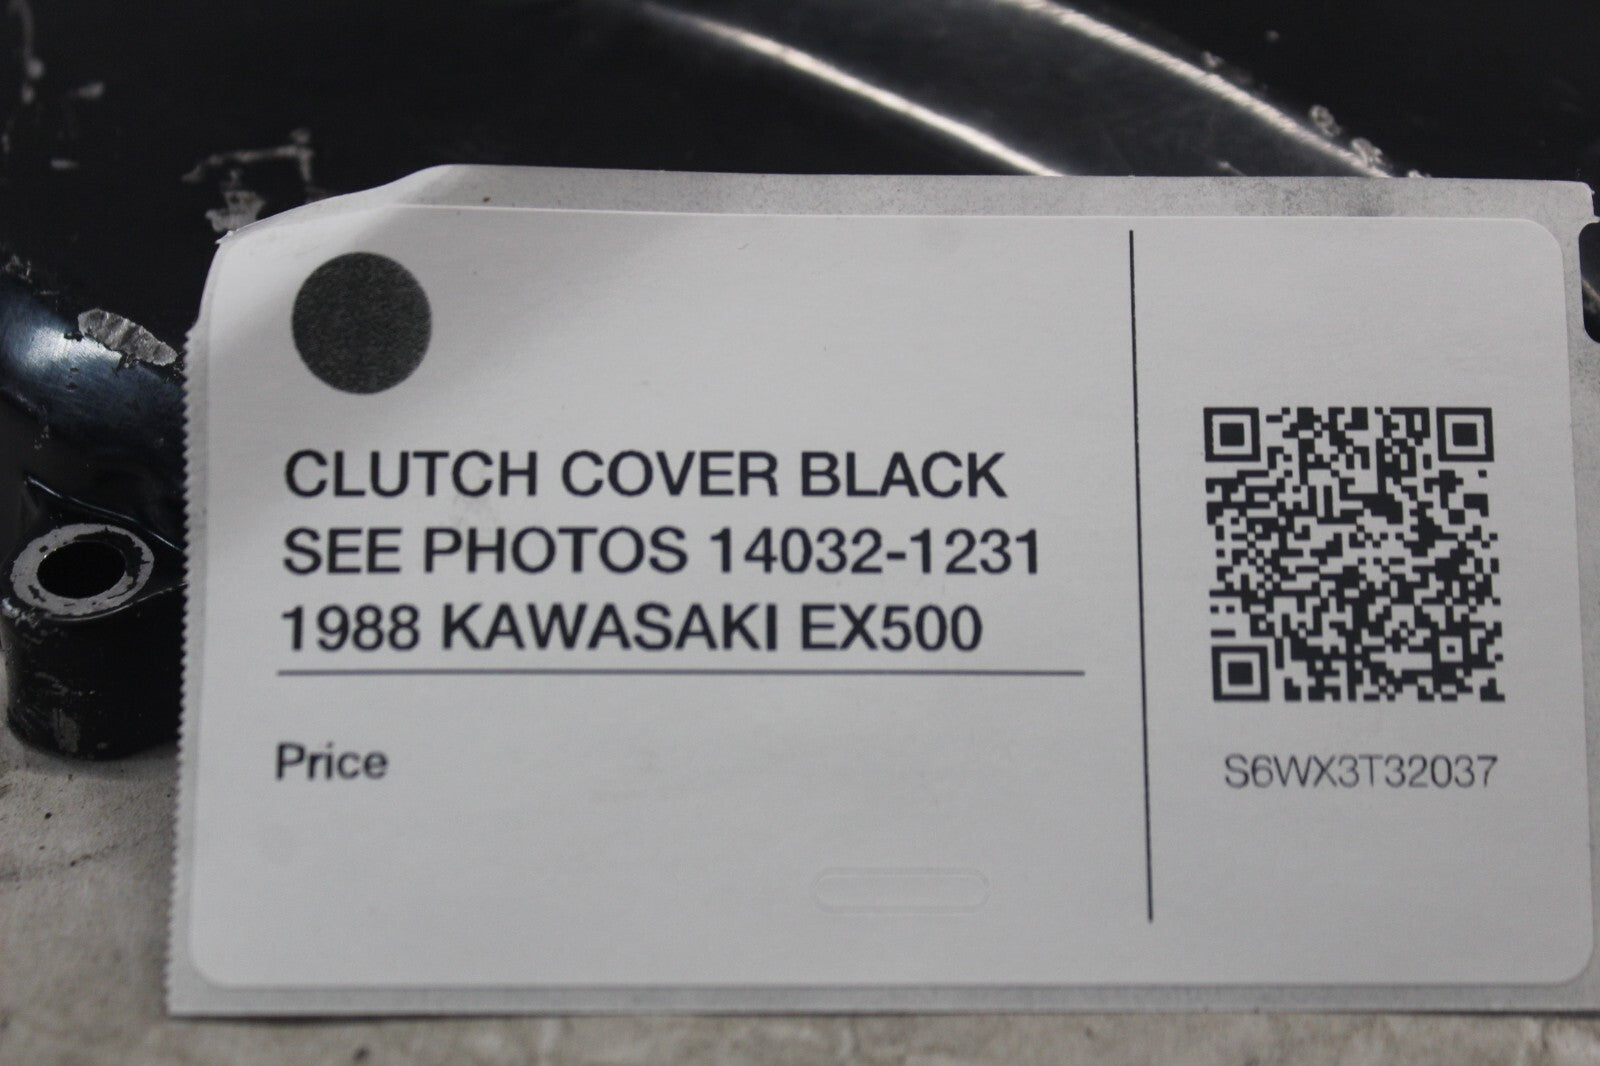 CLUTCH COVER BLACK
SEE PHOTOS 14032-1231
1988 KAWASAKI EX500
Price
S6WX3T32037